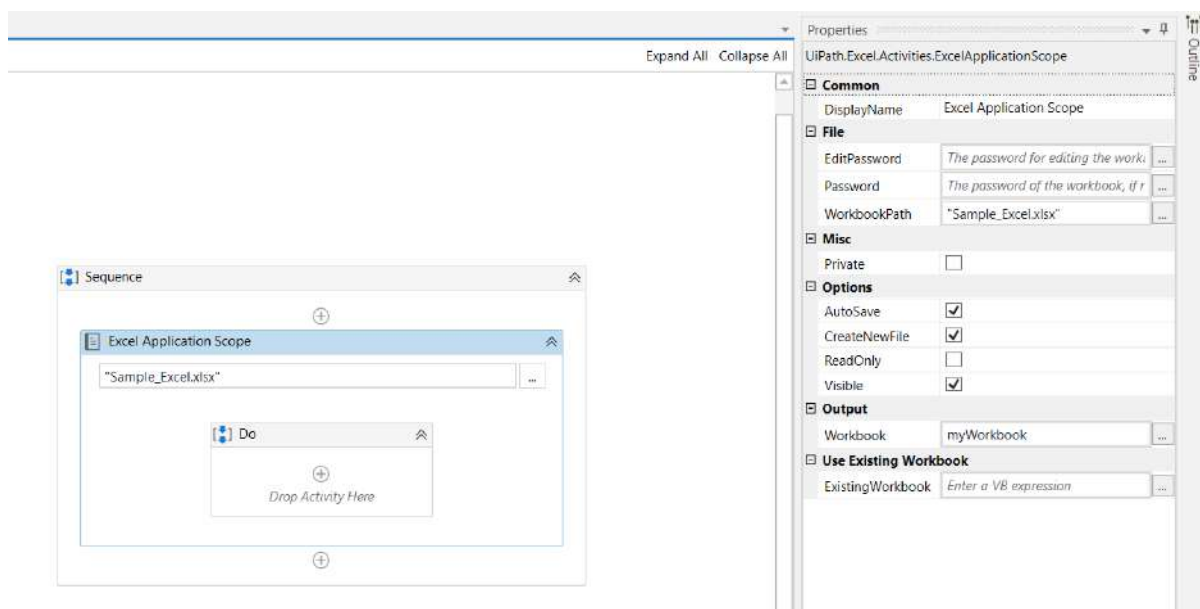 Expand All Collapse All
Sequence
Excel Application Scope
"Sample_Excel.xlsx"
...
Do
Drop Activity Here
Properties
UiPath.Excel.Activities.ExcelApplicationScope
Common
DisplayName Excel Application Scope
File
EditPassword The password for editing the work ...
Password The password of the workbook, if r ...
WorkbookPath "Sample_Excel.xlsx" ...
Misc
Private
Options
AutoSave
CreateNewFile
ReadOnly
Visible
Output
Workbook myWorkbook ...
Use Existing Workbook
ExistingWorkbook Enter a VB expression ...
Outline